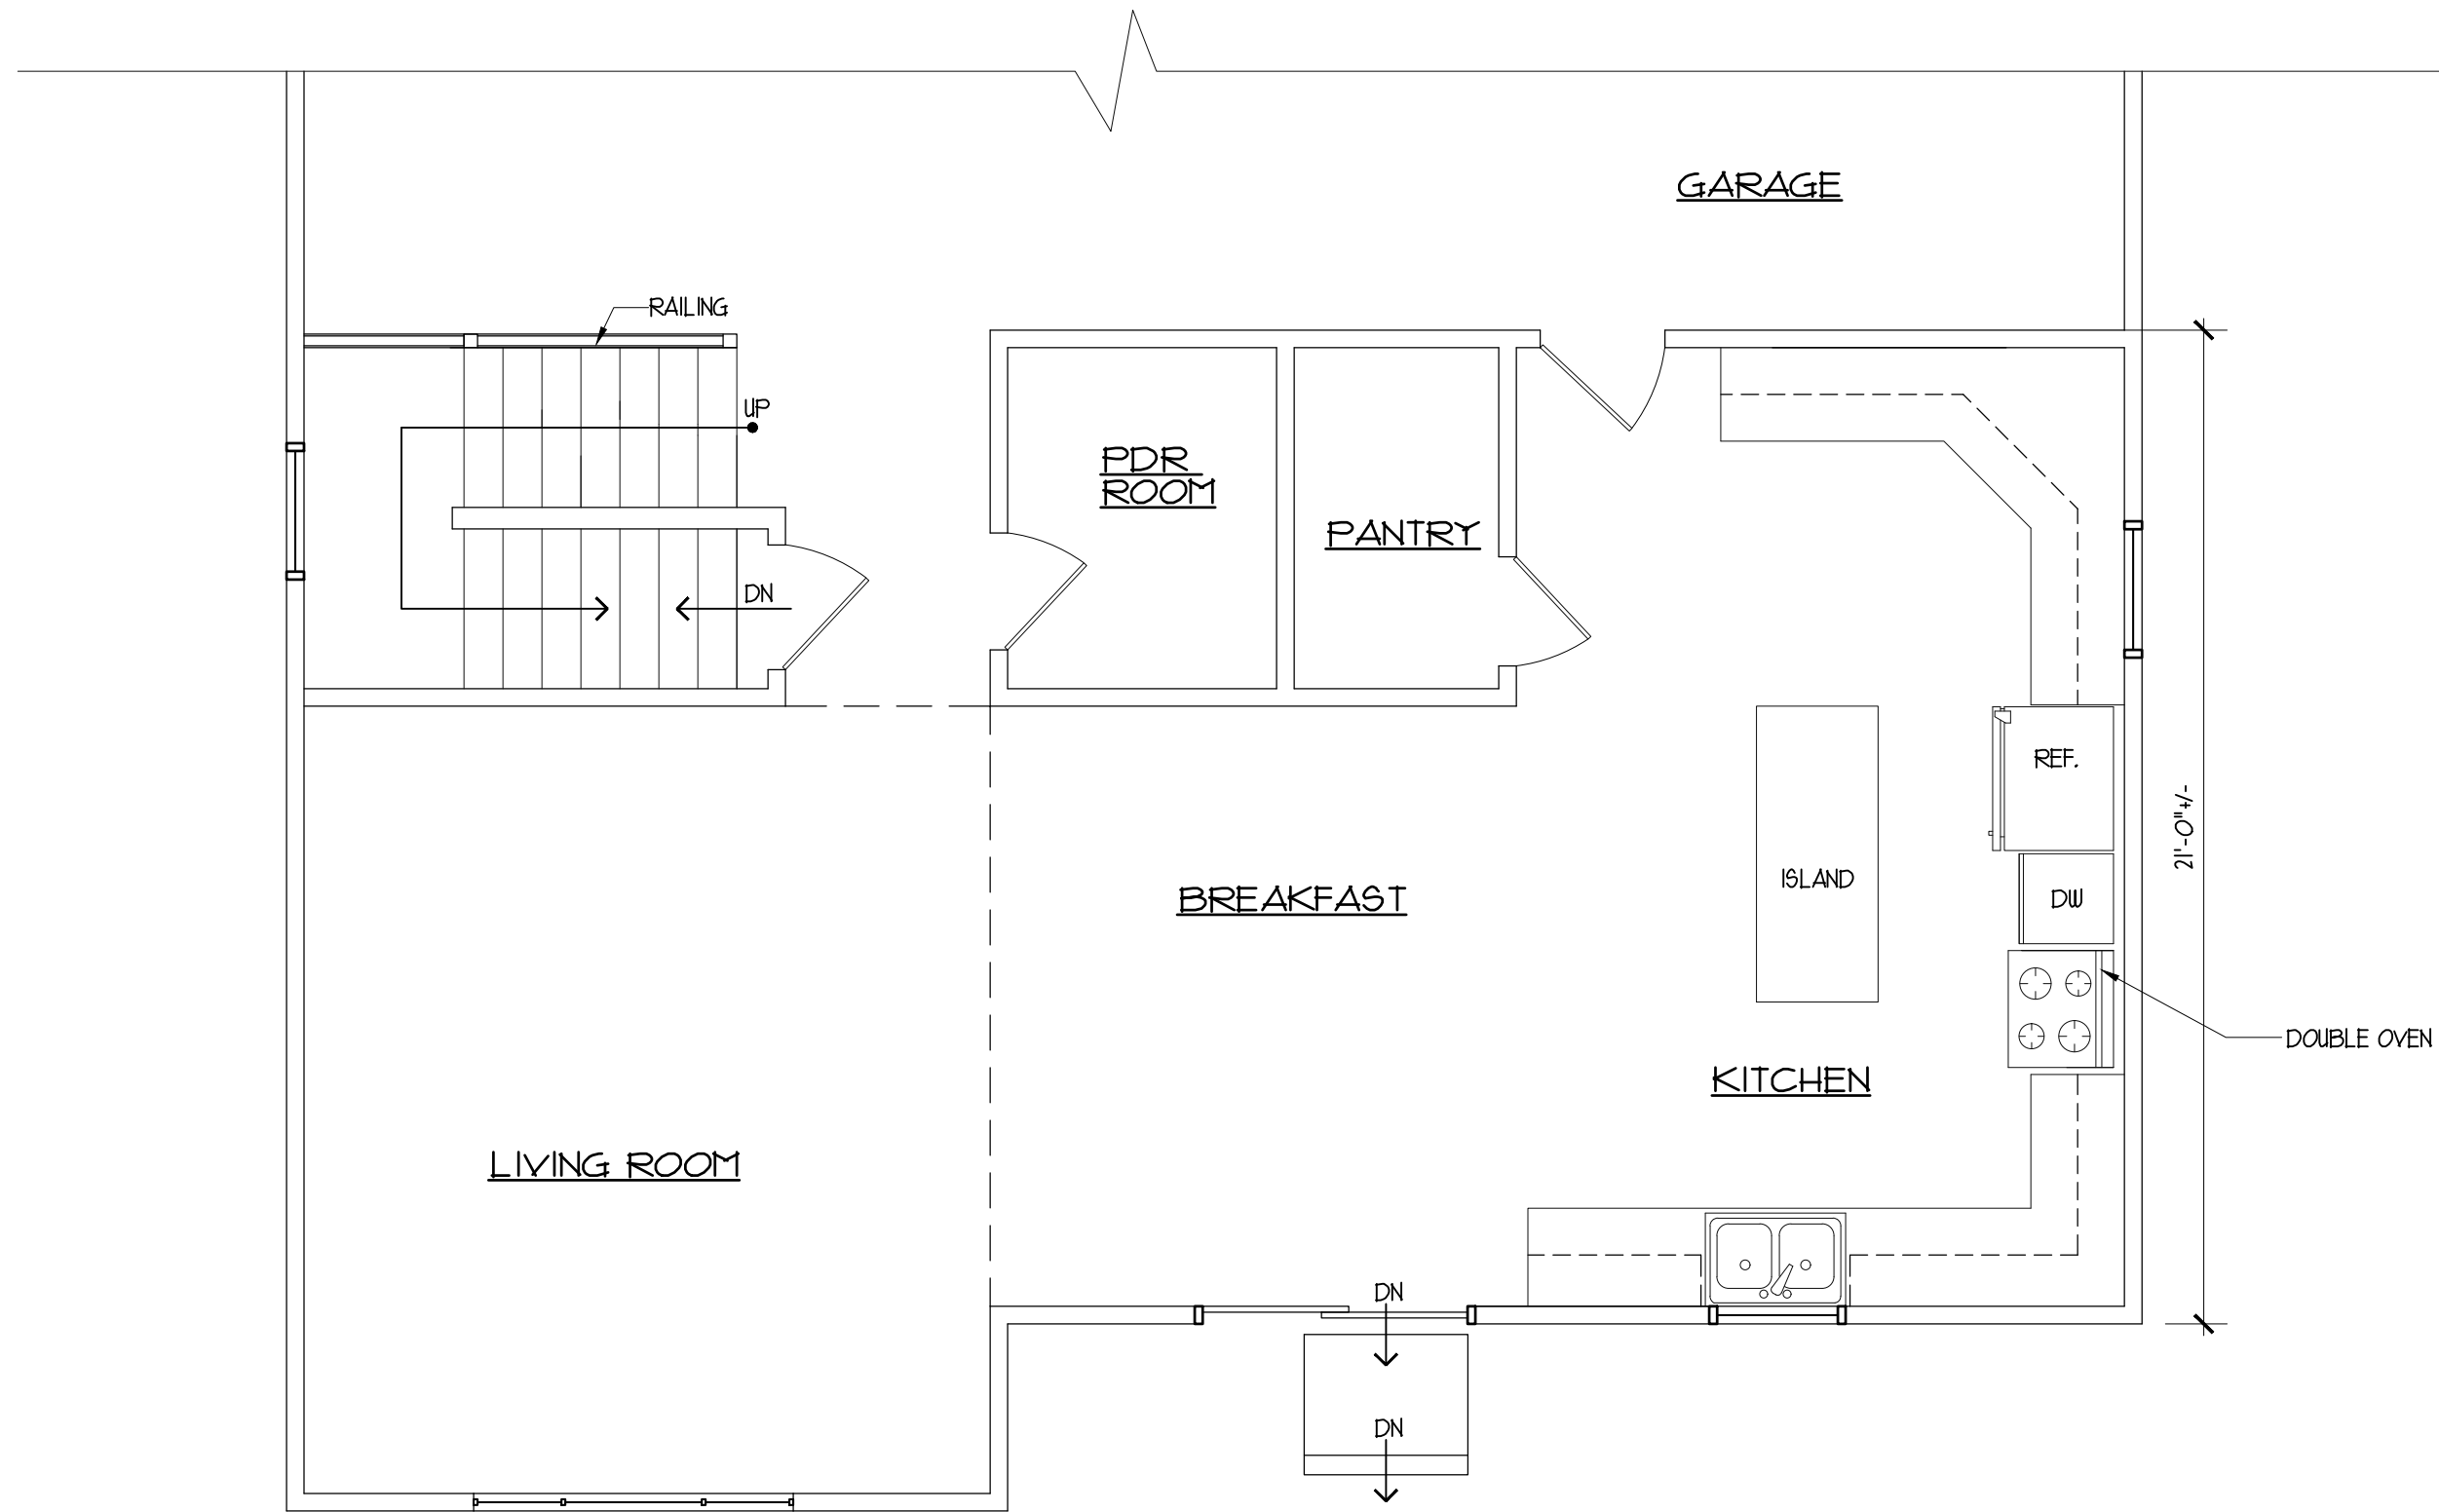 GARAGE
RAILING
UP
PDR
ROOM
PANTRY
DN
REF.
21'-0"+/-
ISLAND
DW
BREAKFAST
DOUBLE OVEN
KITCHEN
LIVING ROOM
DN
DN